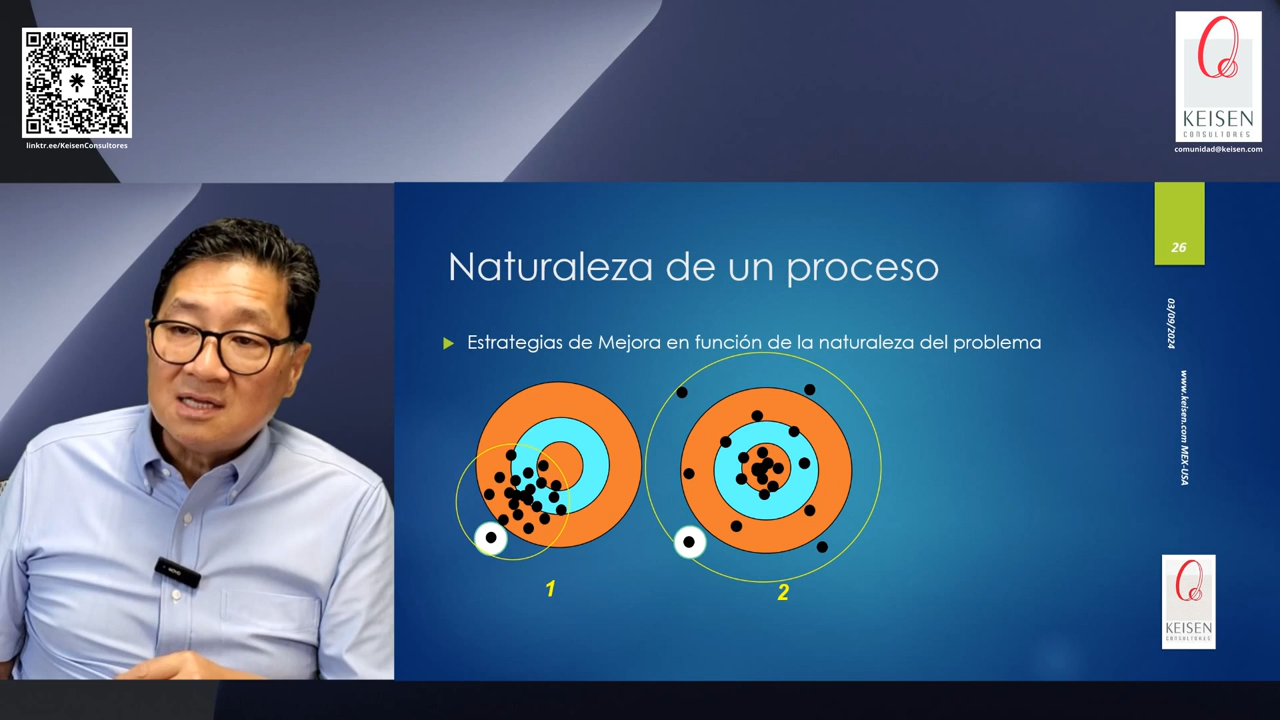 linktr.ee/KeisenConsultores
KEISEN
CONSULTORES
comunidad@keisen.com
26
Naturaleza de un proceso
03/09/2024
Estrategias de Mejora en función de la naturaleza del problema
www.keisen.com MEX-USA
1
2
KEISEN
CONSULTORES